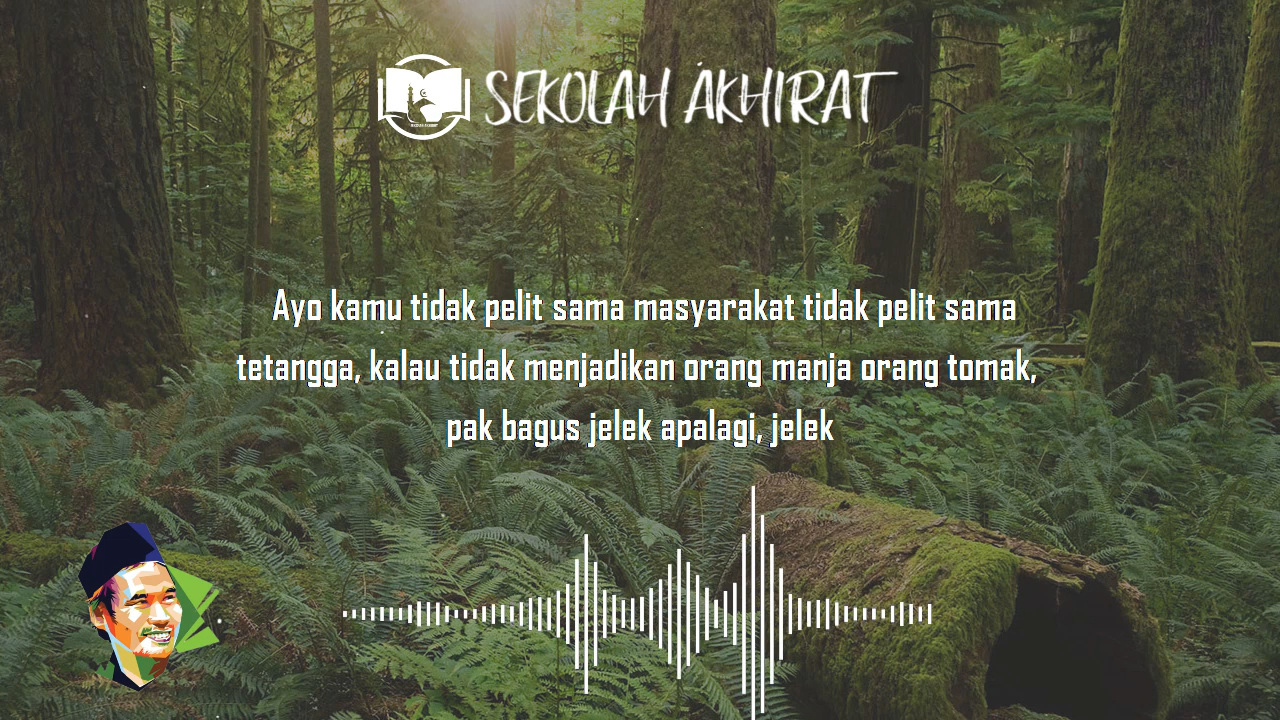 SEKOLAH AKHIRAT
Ayo kamu tidak pelit sama masyarakat tidak pelit sama
tetangga, kalau tidak menjadikan orang manja orang tomak,
pak bagus jelek apalagi, jelek